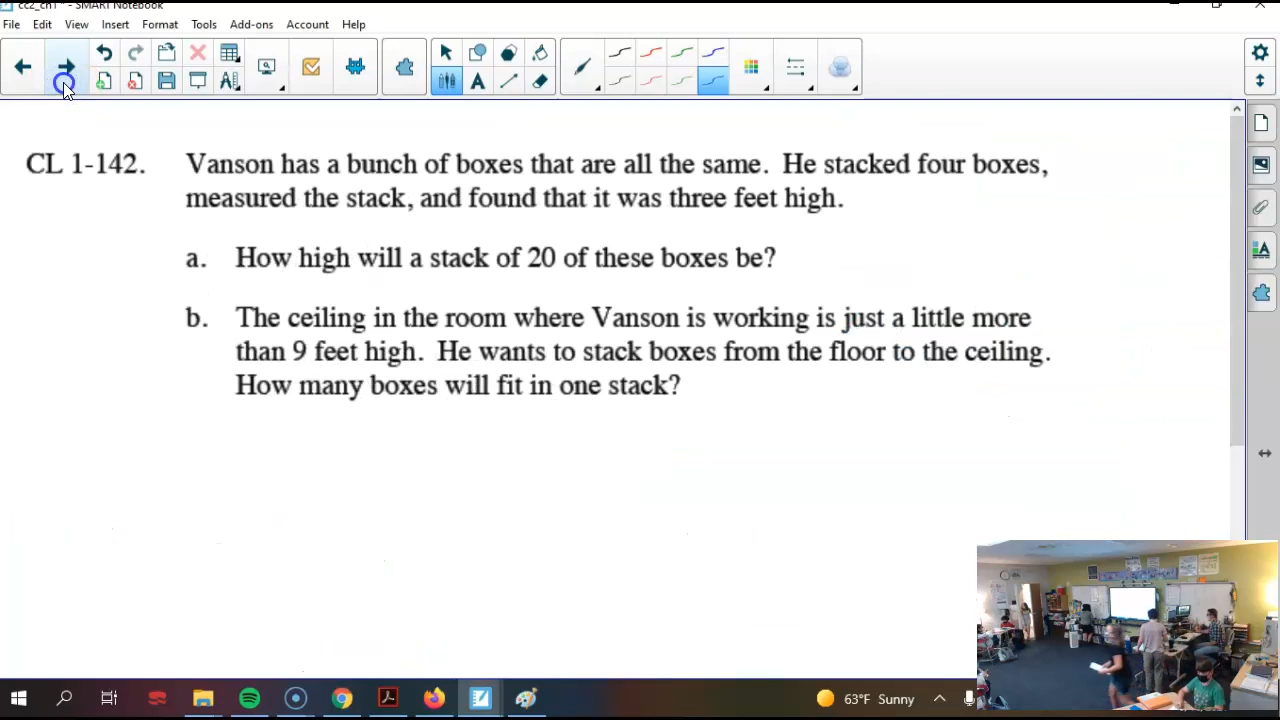 cc2_ch1 * - SMART Notebook
File Edit View Insert Format Tools Add-ons Account Help
CL 1-142. Vanson has a bunch of boxes that are all the same. He stacked four boxes,
measured the stack, and found that it was three feet high.
a. How high will a stack of 20 of these boxes be?
b. The ceiling in the room where Vanson is working is just a little more
than 9 feet high. He wants to stack boxes from the floor to the ceiling.
How many boxes will fit in one stack?
63°F Sunny